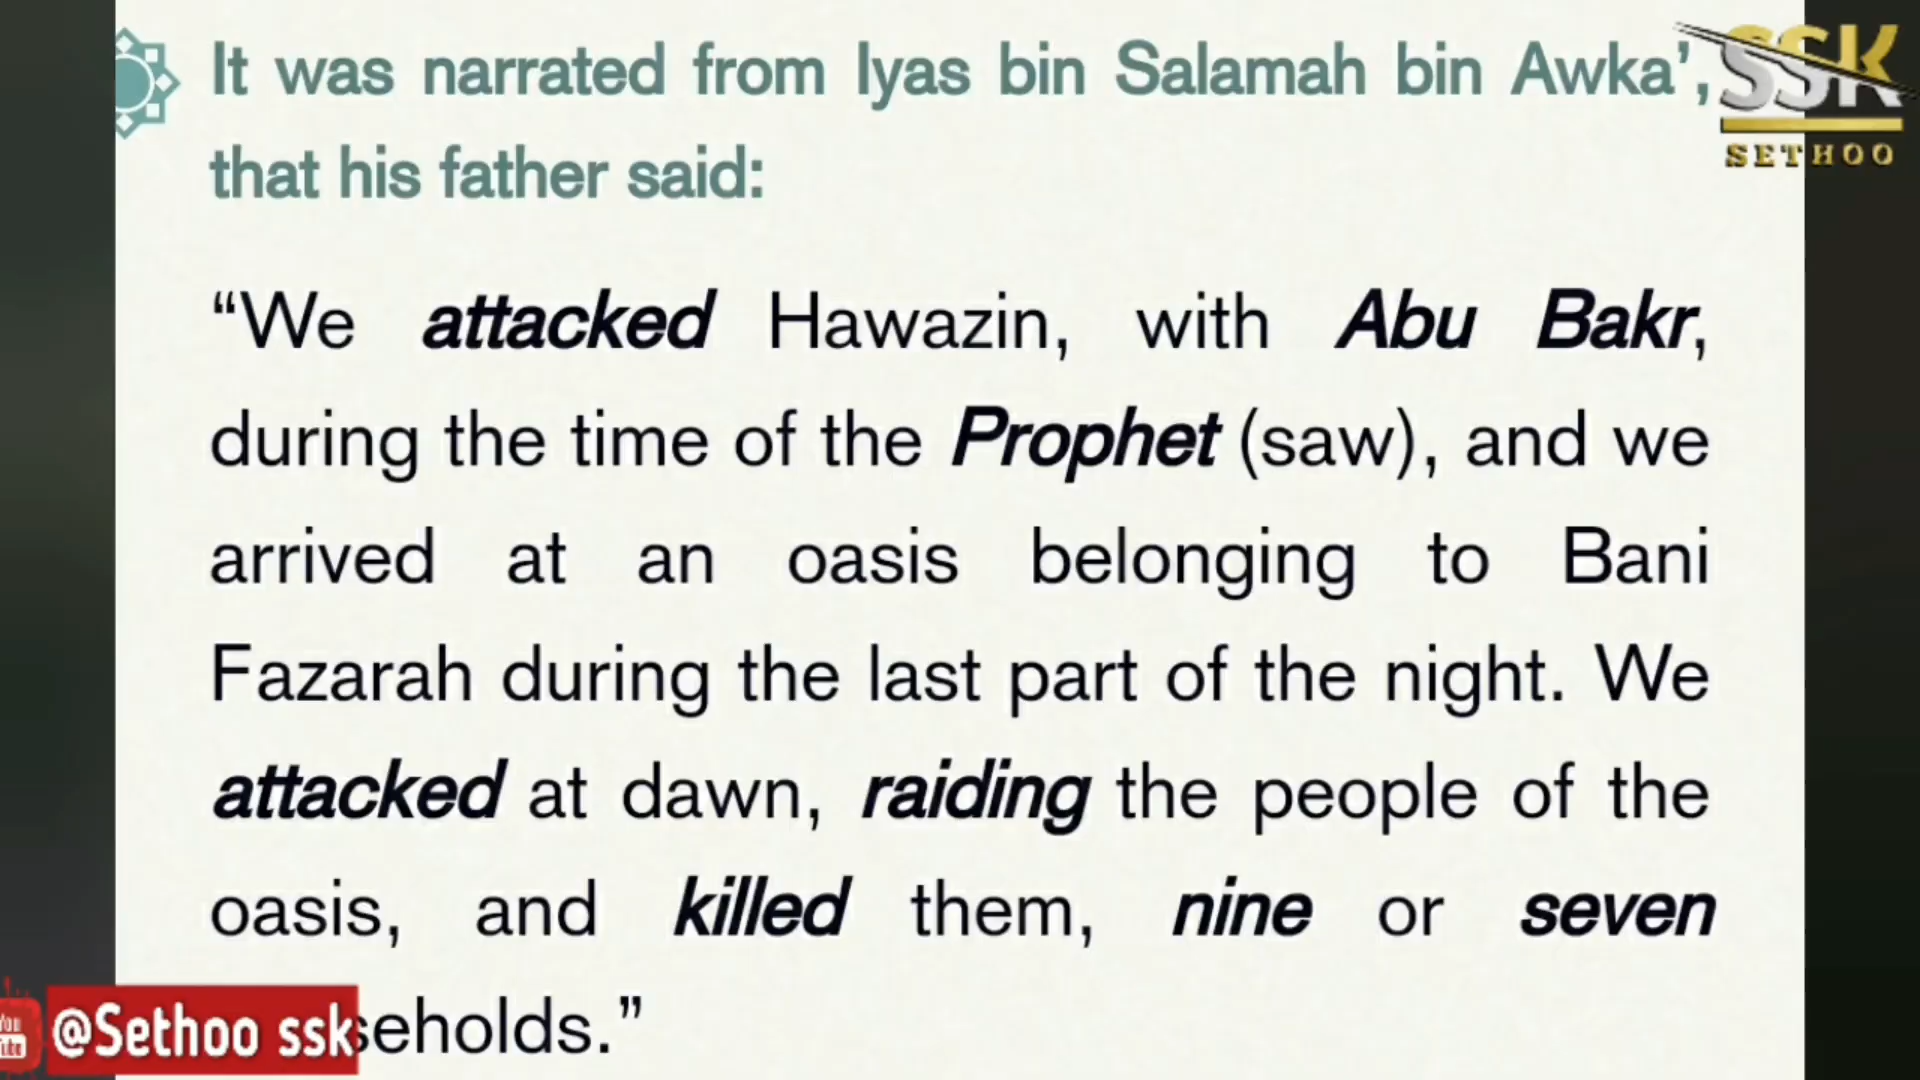 It was narrated from Iyas bin Salamah bin Awka’,
that his father said:
“We attacked Hawazin, with Abu Bakr,
during the time of the Prophet (saw), and we
arrived at an oasis belonging to Bani
Fazarah during the last part of the night. We
attacked at dawn, raiding the people of the
oasis, and killed them, nine or seven
seholds.”
SSK
SETHOO
You
Tube
@Sethoo ssk